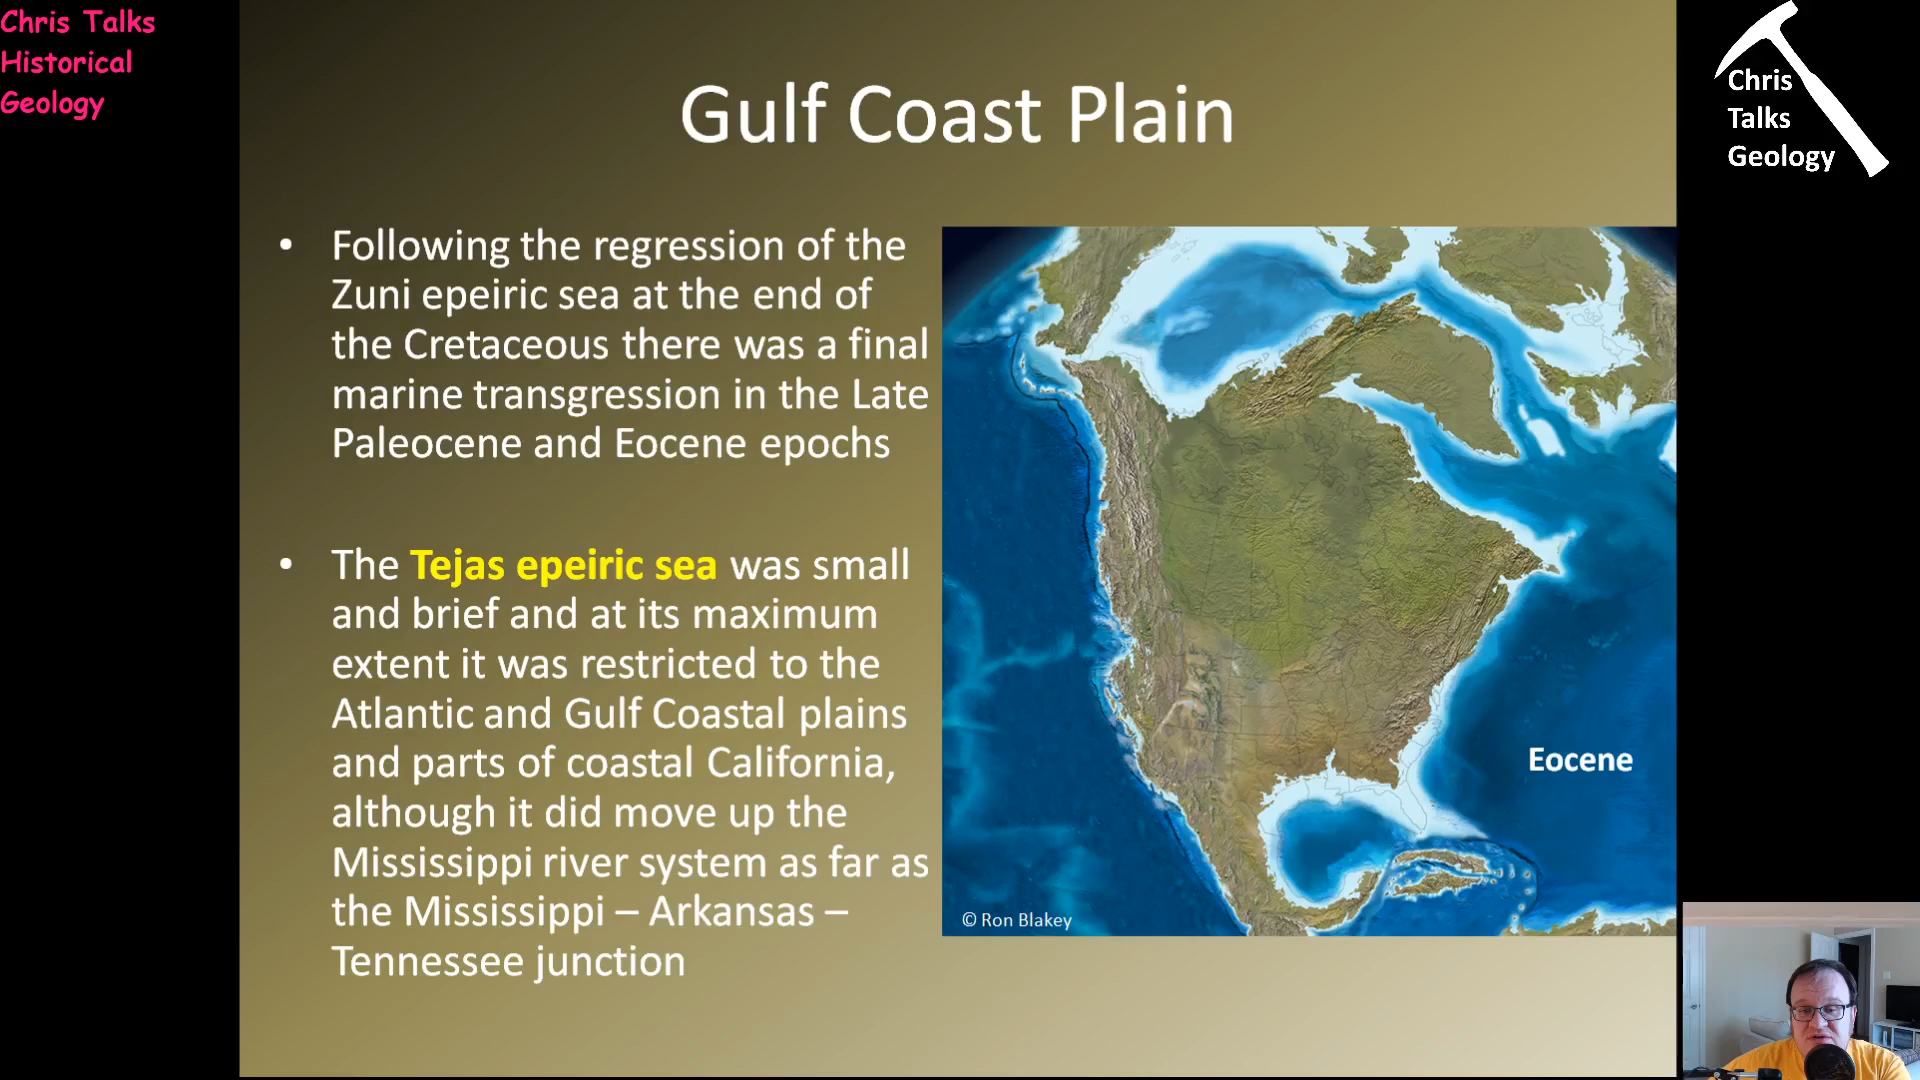 Chris Talks
Historical
Geology
Chris
Talks
Geology
Gulf Coast Plain
• Following the regression of the
Zuni epeiric sea at the end of
the Cretaceous there was a final
marine transgression in the Late
Paleocene and Eocene epochs
• The Tejas epeiric sea was small
and brief and at its maximum
extent it was restricted to the
Atlantic and Gulf Coastal plains
and parts of coastal California,
although it did move up the
Mississippi river system as far as
the Mississippi – Arkansas –
Tennessee junction
Eocene
© Ron Blakey